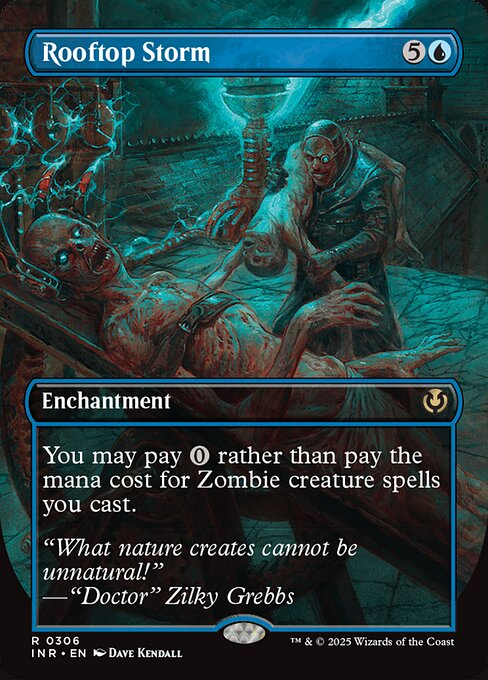 Rooftop Storm 5
Enchantment
You may pay 0 rather than pay the
mana cost for Zombie creature spells
you cast.
“What nature creates cannot be
unnatural!”
—“Doctor” Zilky Grebbs
R 0306
INR • EN DAVE KENDALL
™ & © 2025 Wizards of the Coast